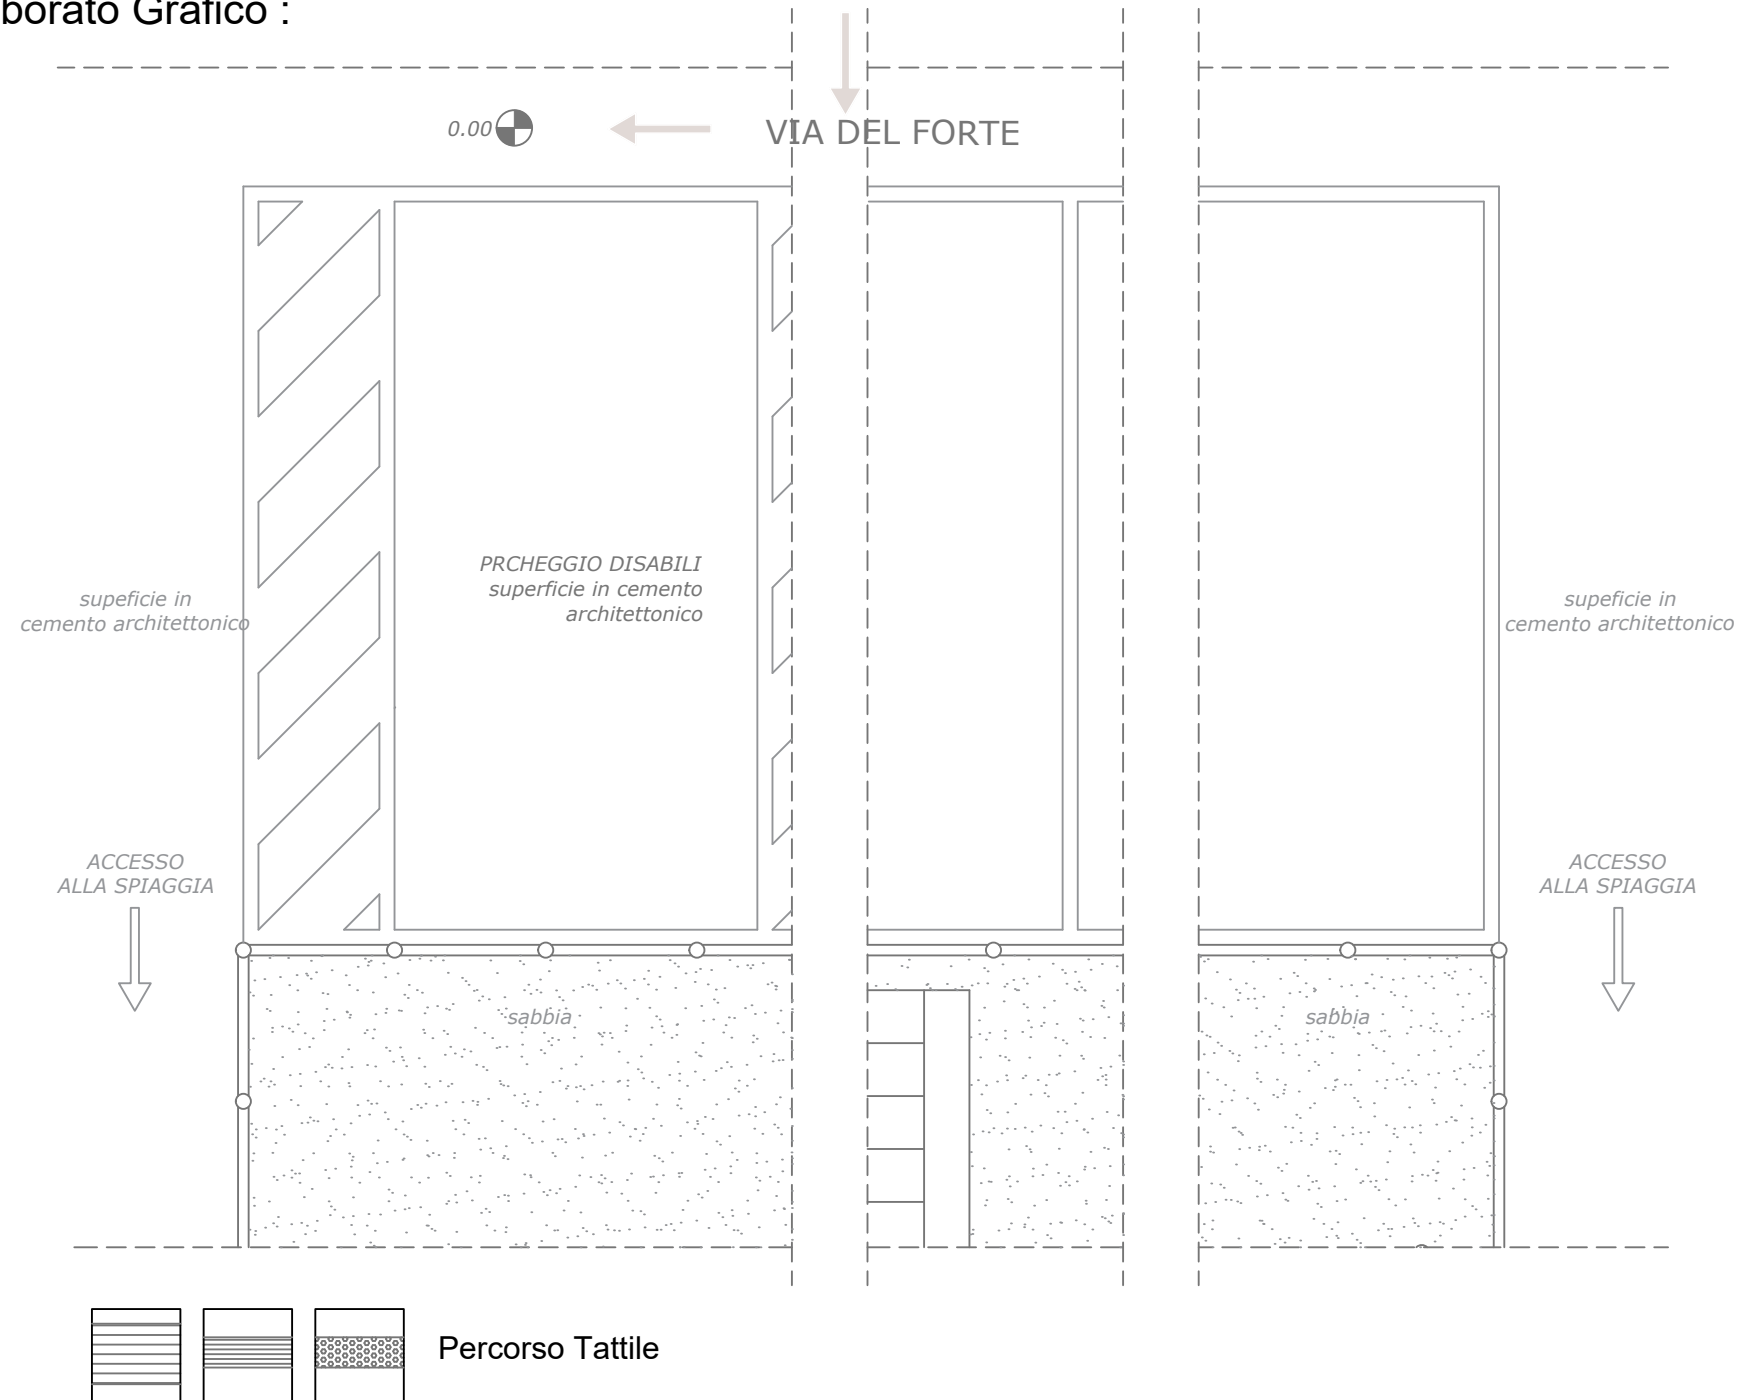 borato Grafico :
0.00
VIA DEL FORTE
PRCHEGGIO DISABILI
superficie in cemento
architettonico
supeficie in
cemento architettonico
supeficie in
cemento architettonico
ACCESSO
ALLA SPIAGGIA
ACCESSO
ALLA SPIAGGIA
sabbia
sabbia
Percorso Tattile